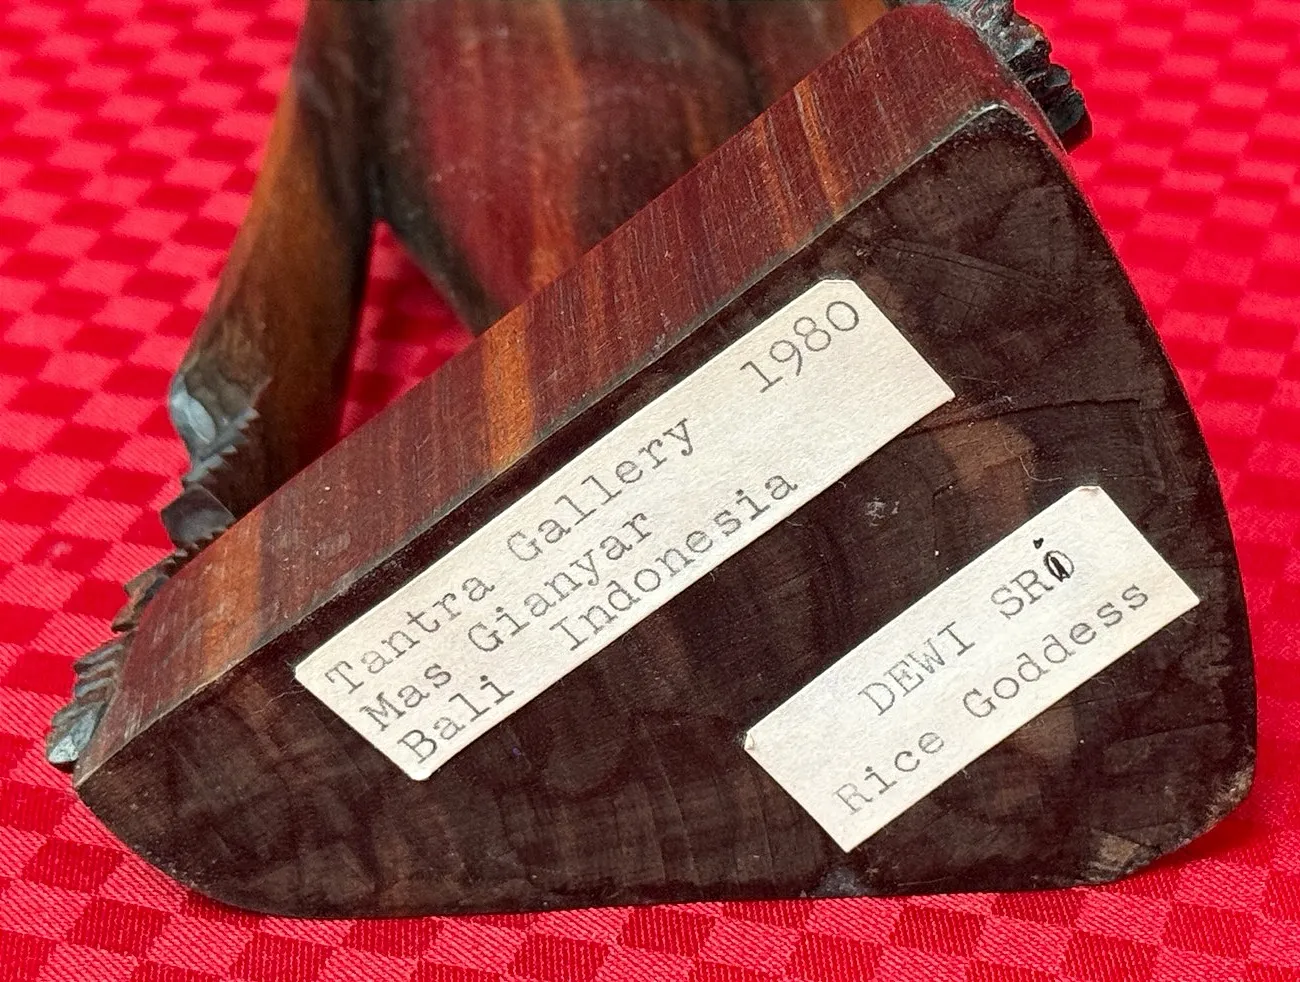 Tantra Gallery 1980
Mas Gianyar
Bali Indonesia
DEWI SRi
Rice Goddess